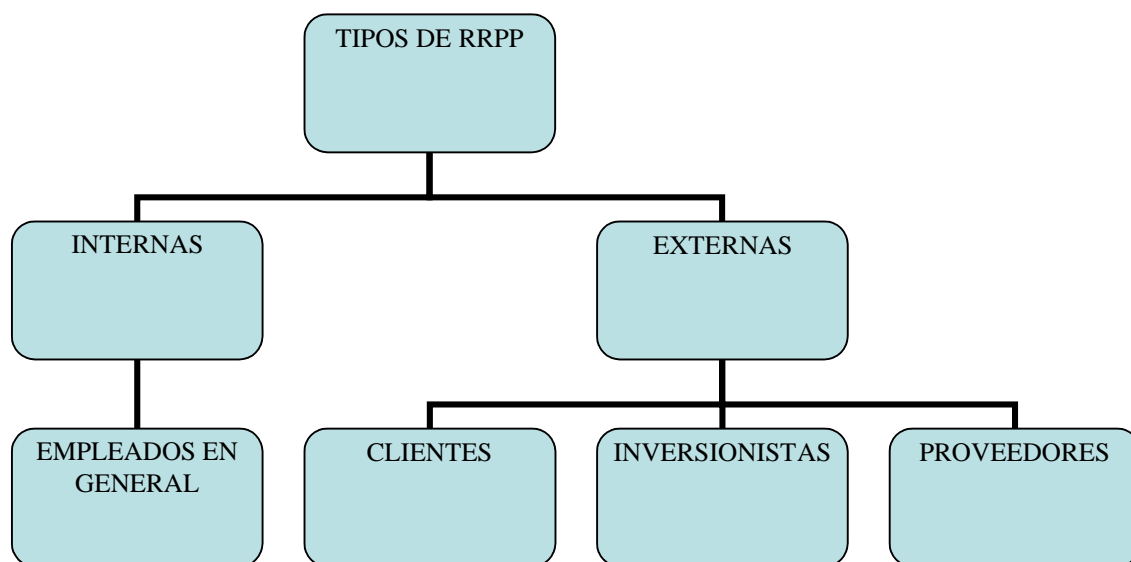 TIPOS DE RRPP
INTERNAS
EXTERNAS
EMPLEADOS EN
GENERAL
CLIENTES
INVERSIONISTAS
PROVEEDORES